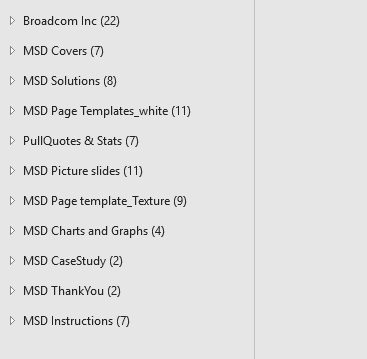 Broadcom Inc (22)
MSD Covers (7)
MSD Solutions (8)
MSD Page Templates_white (11)
PullQuotes & Stats (7)
MSD Picture slides (11)
MSD Page template_Texture (9)
MSD Charts and Graphs (4)
MSD CaseStudy (2)
MSD ThankYou (2)
MSD Instructions (7)